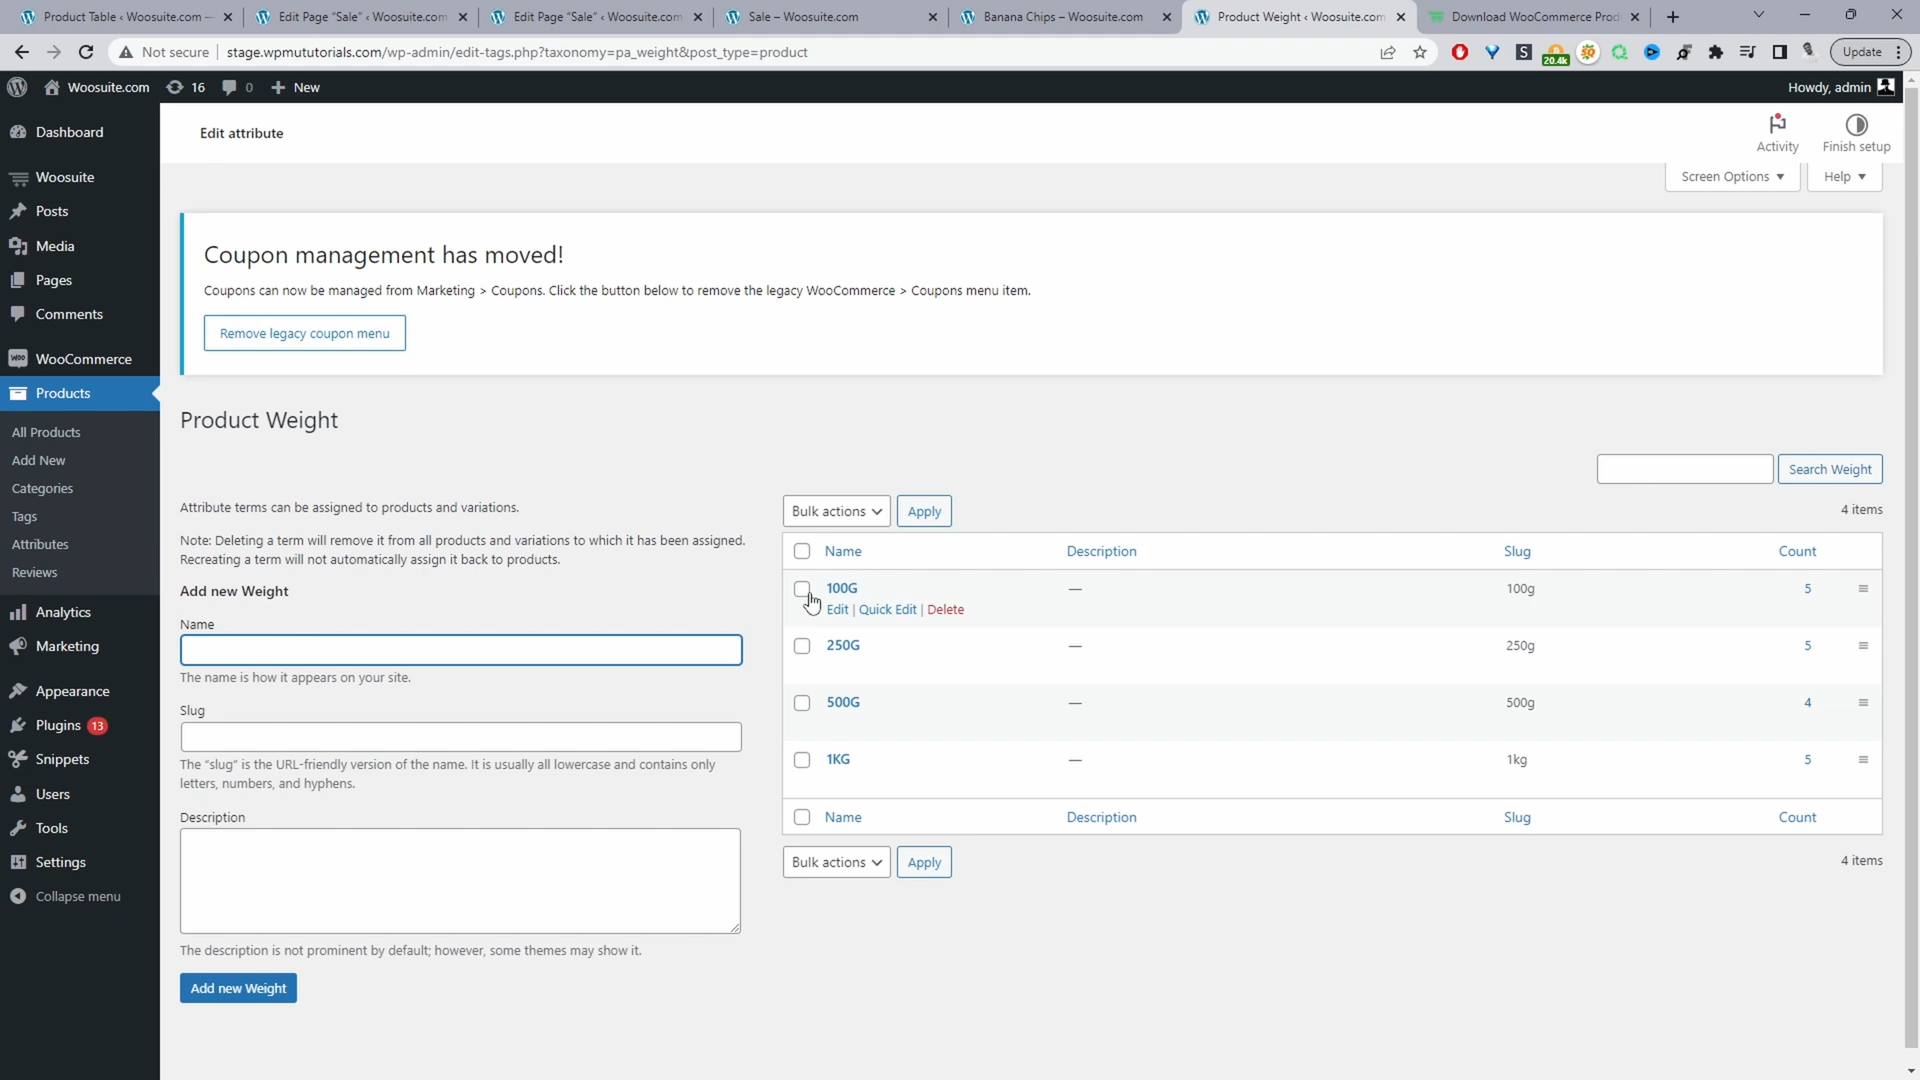 Product Table ‹ Woosuite.com —
Edit Page "Sale" ‹ Woosuite.com
Edit Page "Sale" ‹ Woosuite.com
Sale – Woosuite.com
Banana Chips – Woosuite.com
Product Weight ‹ Woosuite.com
Download WooCommerce Prod
Not secure
stage.wpmututorials.com/wp-admin/edit-tags.php?taxonomy=pa_weight&post_type=product
20.4k
Update
Woosuite.com
16
0
New
Howdy, admin
Dashboard
Woosuite
Posts
Media
Pages
Comments
WooCommerce
Products
All Products
Add New
Categories
Tags
Attributes
Reviews
Analytics
Marketing
Appearance
Plugins 13
Snippets
Users
Tools
Settings
Collapse menu
Edit attribute
Activity
Finish setup
Screen Options
Help
Coupon management has moved!
Coupons can now be managed from Marketing > Coupons. Click the button below to remove the legacy WooCommerce > Coupons menu item.
Remove legacy coupon menu
Product Weight
Search Weight
Attribute terms can be assigned to products and variations.
Note: Deleting a term will remove it from all products and variations to which it has been assigned.
Recreating a term will not automatically assign it back to products.
Add new Weight
Name
The name is how it appears on your site.
Slug
The "slug" is the URL-friendly version of the name. It is usually all lowercase and contains only
letters, numbers, and hyphens.
Description
The description is not prominent by default; however, some themes may show it.
Add new Weight
Bulk actions
Apply
4 items
Name Description Slug Count
100G — 100g 5
Edit | Quick Edit | Delete
250G — 250g 5
500G — 500g 4
1KG — 1kg 5
Name Description Slug Count
Bulk actions
Apply
4 items